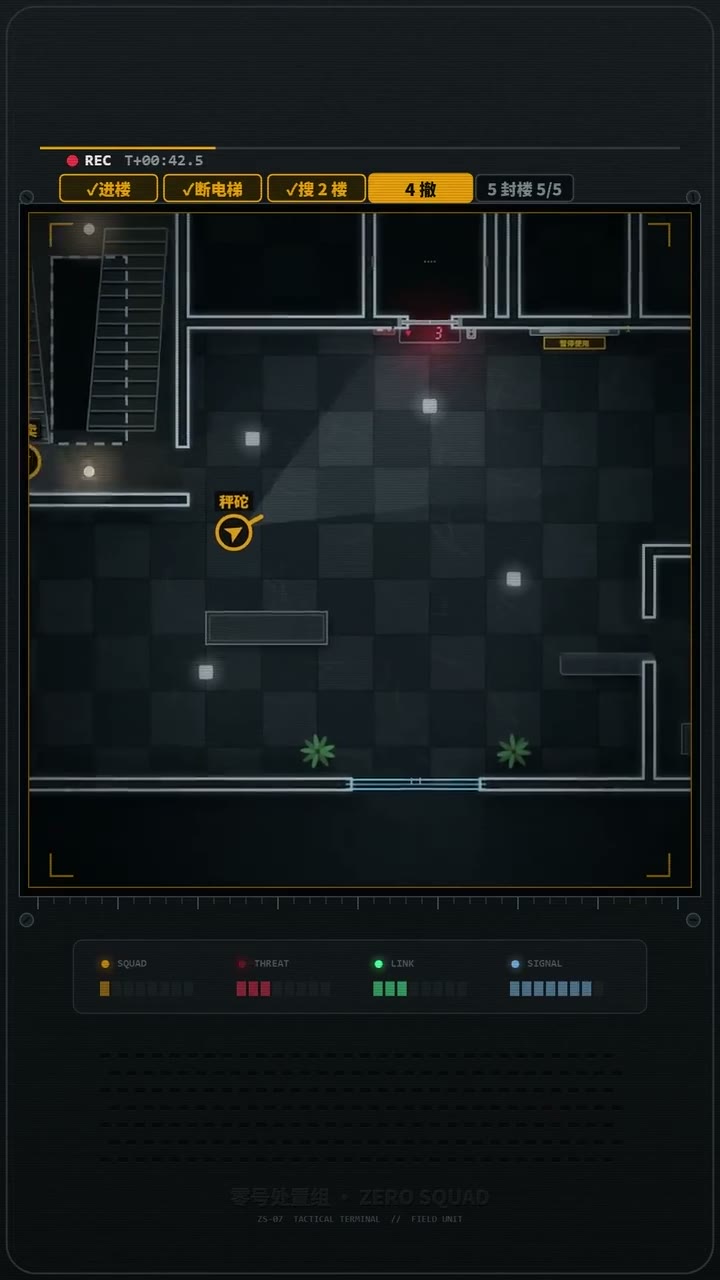 REC T+00:42.5
✓进楼 ✓断电梯 ✓搜 2 楼 4 撤 5 封楼 5/5
3
暂停使用
秤砣
SQUAD THREAT LINK SIGNAL
零号处置组 · ZERO SQUAD
ZS-07 TACTICAL TERMINAL // FIELD UNIT